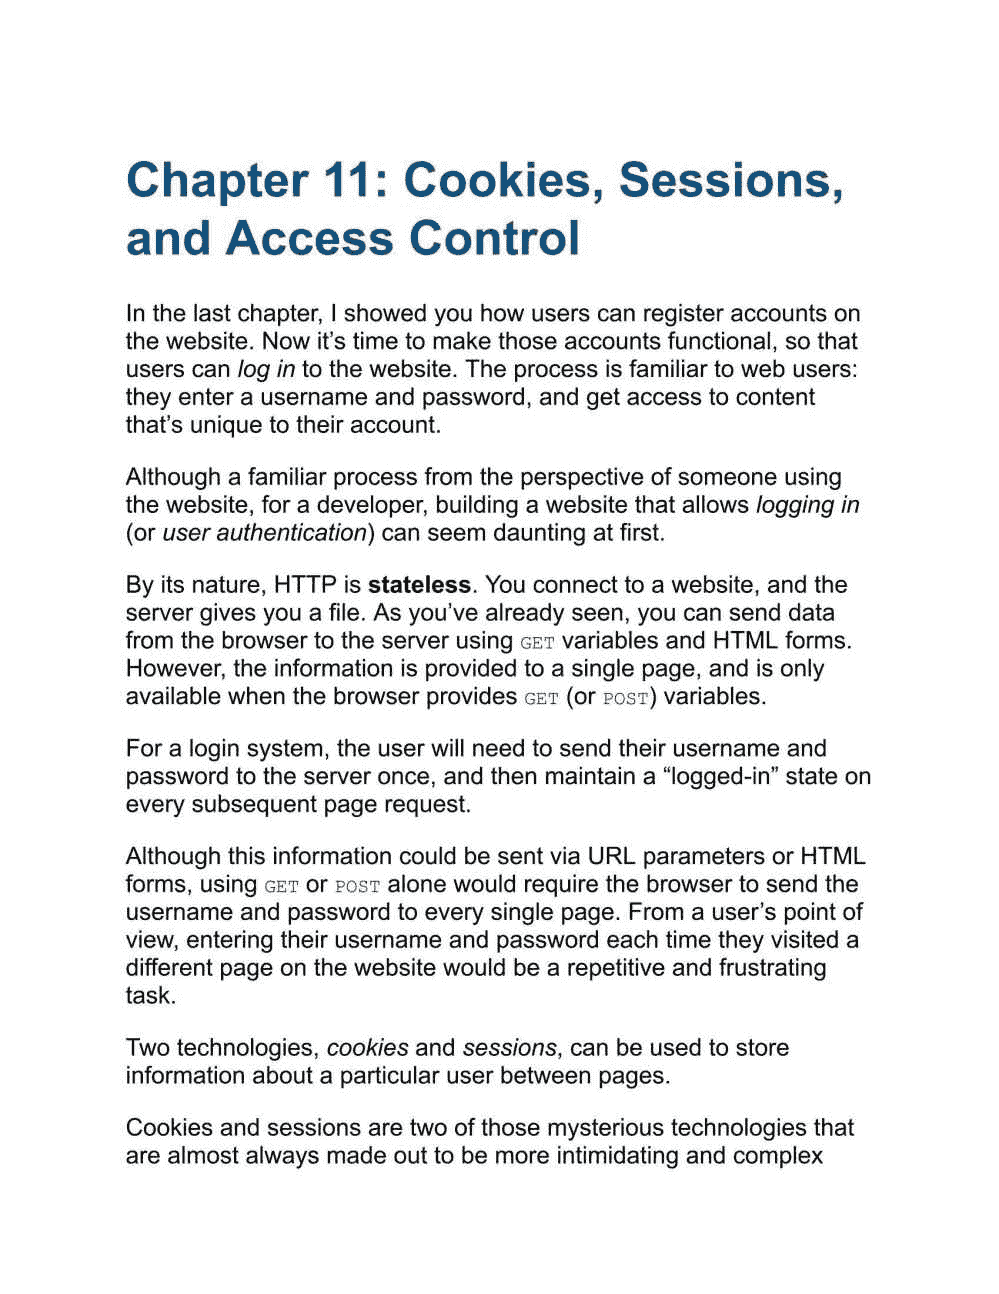 Chapter 11: Cookies, Sessions,
and Access Control
In the last chapter, I showed you how users can register accounts on
the website. Now it’s time to make those accounts functional, so that
users can log in to the website. The process is familiar to web users:
they enter a username and password, and get access to content
that’s unique to their account.
Although a familiar process from the perspective of someone using
the website, for a developer, building a website that allows logging in
(or user authentication) can seem daunting at first.
By its nature, HTTP is stateless. You connect to a website, and the
server gives you a file. As you’ve already seen, you can send data
from the browser to the server using GET variables and HTML forms.
However, the information is provided to a single page, and is only
available when the browser provides GET (or POST) variables.
For a login system, the user will need to send their username and
password to the server once, and then maintain a “logged-in” state on
every subsequent page request.
Although this information could be sent via URL parameters or HTML
forms, using GET or POST alone would require the browser to send the
username and password to every single page. From a user’s point of
view, entering their username and password each time they visited a
different page on the website would be a repetitive and frustrating
task.
Two technologies, cookies and sessions, can be used to store
information about a particular user between pages.
Cookies and sessions are two of those mysterious technologies that
are almost always made out to be more intimidating and complex